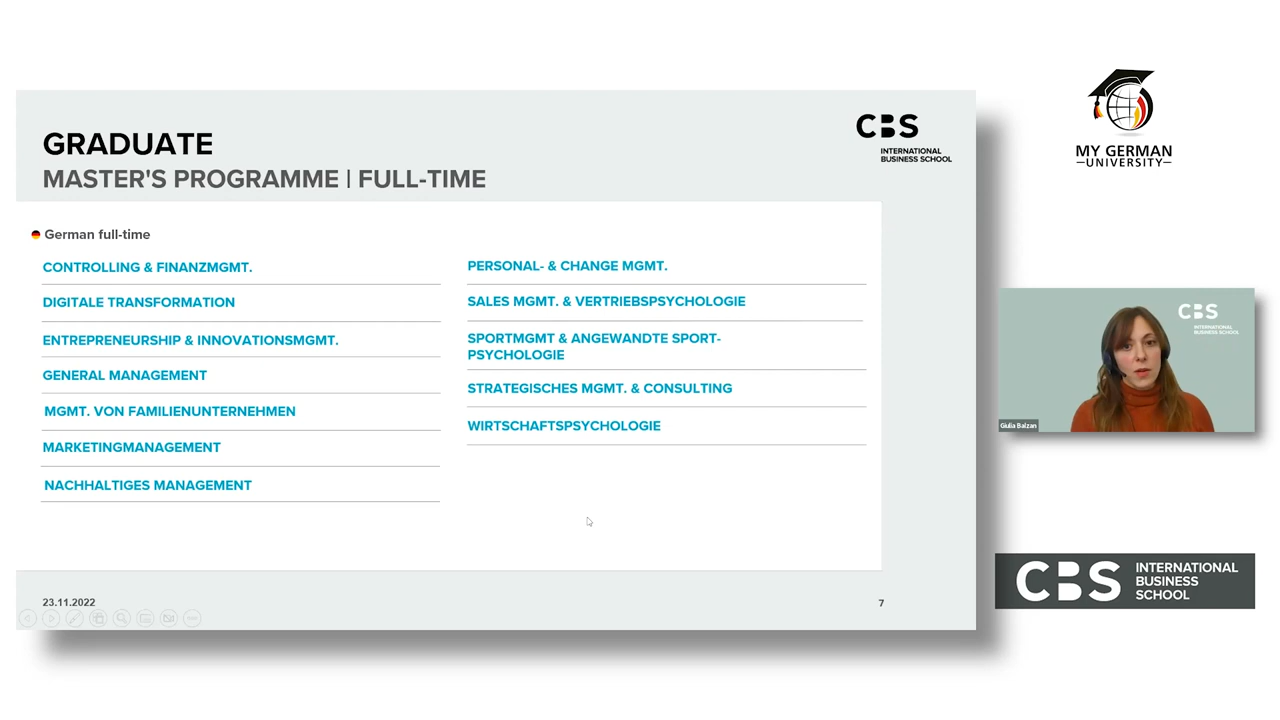 GRADUATE
MASTER'S PROGRAMME | FULL-TIME
CBS
INTERNATIONAL
BUSINESS SCHOOL
German full-time
CONTROLLING & FINANZMGMT.
DIGITALE TRANSFORMATION
ENTREPRENEURSHIP & INNOVATIONSMGMT.
GENERAL MANAGEMENT
MGMT. VON FAMILIENUNTERNEHMEN
MARKETINGMANAGEMENT
NACHHALTIGES MANAGEMENT
PERSONAL- & CHANGE MGMT.
SALES MGMT. & VERTRIEBSPSYCHOLOGIE
SPORTMGMT & ANGEWANDTE SPORT-
PSYCHOLOGIE
STRATEGISCHES MGMT. & CONSULTING
WIRTSCHAFTSPSYCHOLOGIE
23.11.2022
7
MY GERMAN
UNIVERSITY
CBS
INTERNATIONAL
BUSINESS SCHOOL
Giulia Balzan
CBS
INTERNATIONAL
BUSINESS
SCHOOL